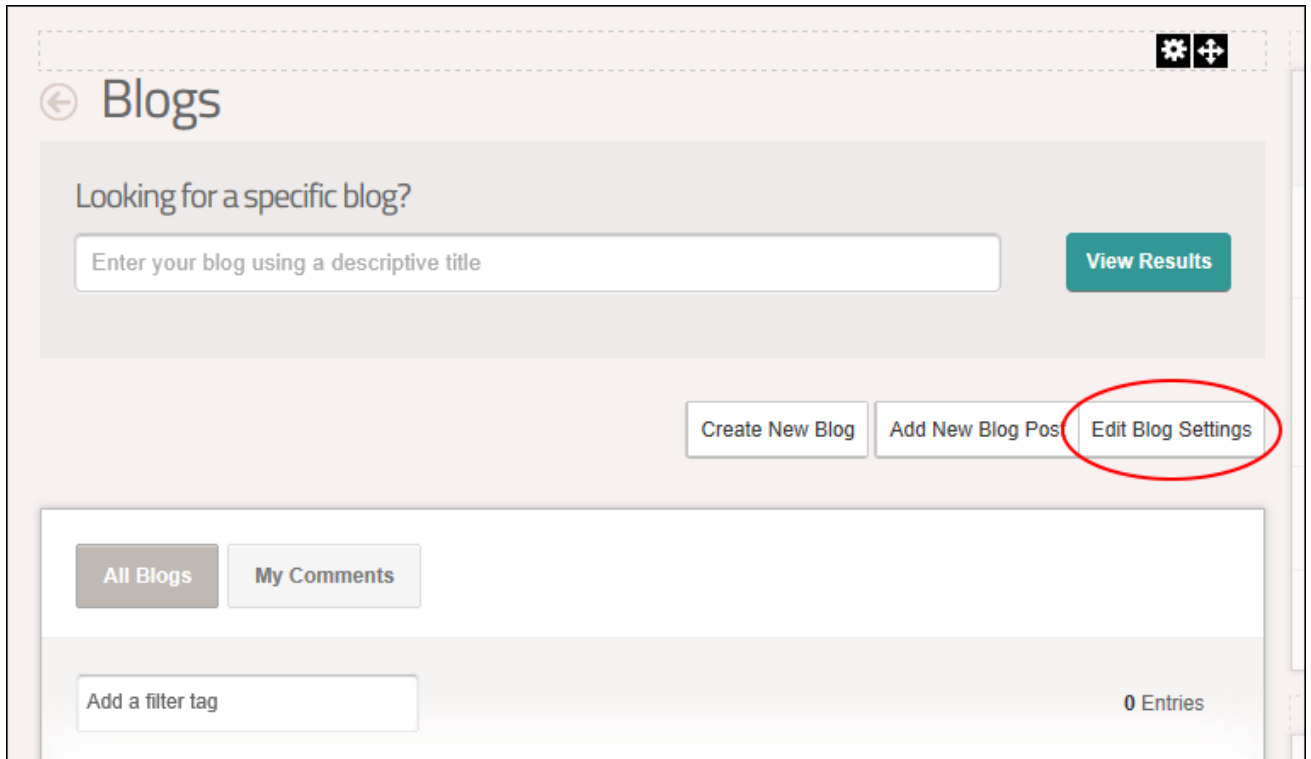 Blogs
Looking for a specific blog?
Enter your blog using a descriptive title
View Results
Create New Blog
Add New Blog Post
Edit Blog Settings
All Blogs
My Comments
Add a filter tag
0 Entries